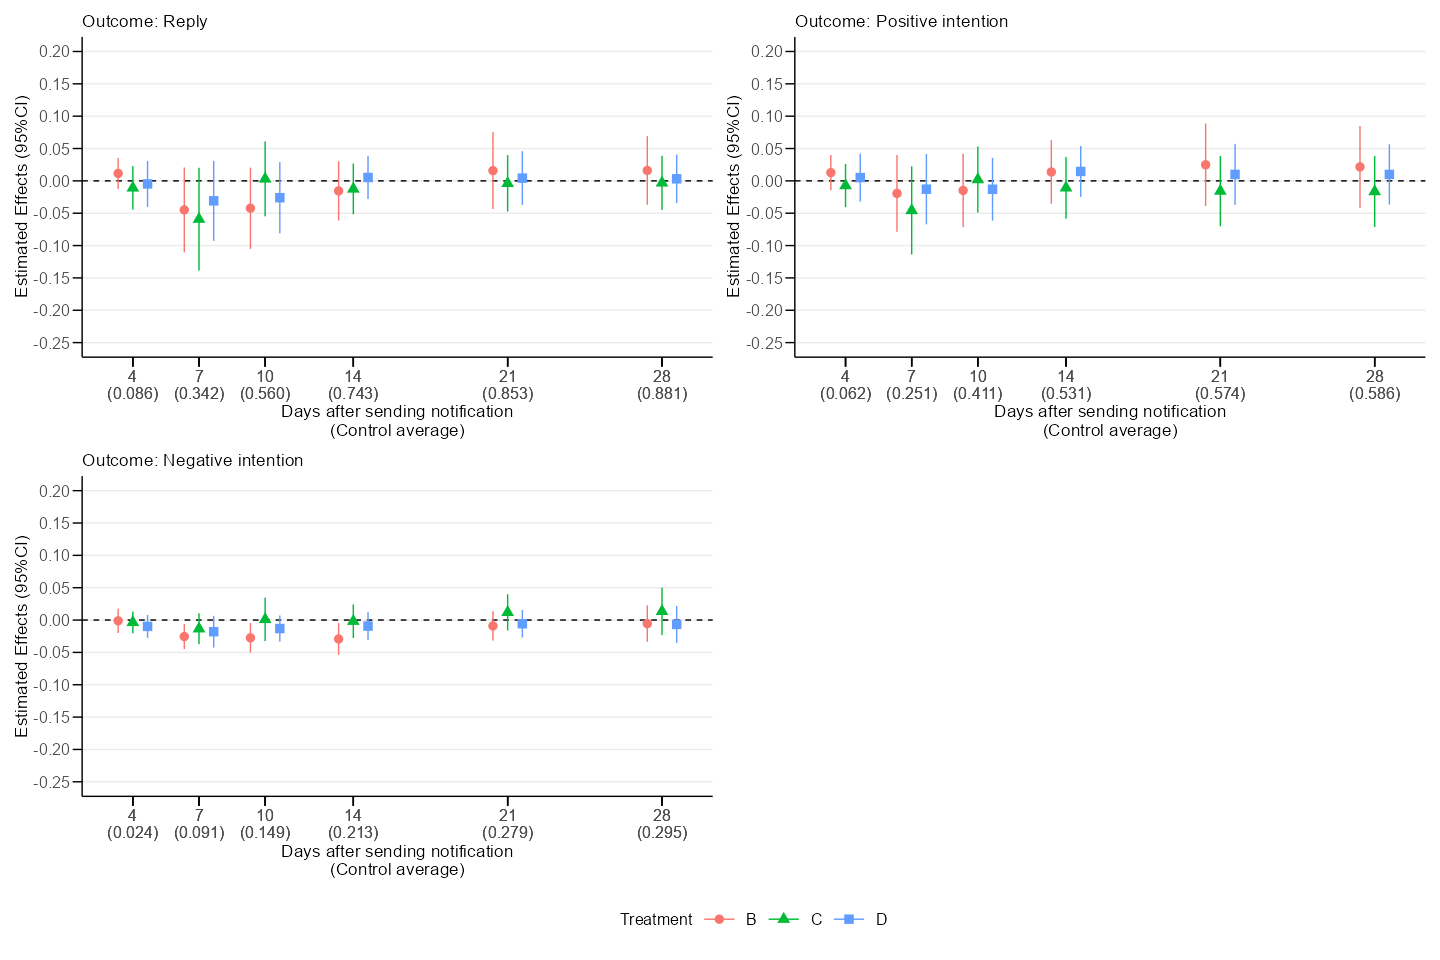 Outcome: Reply
Estimated Effects (95%CI)
0.20
0.15
0.10
0.05
0.00
-0.05
-0.10
-0.15
-0.20
-0.25
4 7 10 14 21 28
(0.086) (0.342) (0.560) (0.743) (0.853) (0.881)
Days after sending notification
(Control average)
Outcome: Positive intention
Estimated Effects (95%CI)
0.20
0.15
0.10
0.05
0.00
-0.05
-0.10
-0.15
-0.20
-0.25
4 7 10 14 21 28
(0.062) (0.251) (0.411) (0.531) (0.574) (0.586)
Days after sending notification
(Control average)
Outcome: Negative intention
Estimated Effects (95%CI)
0.20
0.15
0.10
0.05
0.00
-0.05
-0.10
-0.15
-0.20
-0.25
4 7 10 14 21 28
(0.024) (0.091) (0.149) (0.213) (0.279) (0.295)
Days after sending notification
(Control average)
Treatment B C D